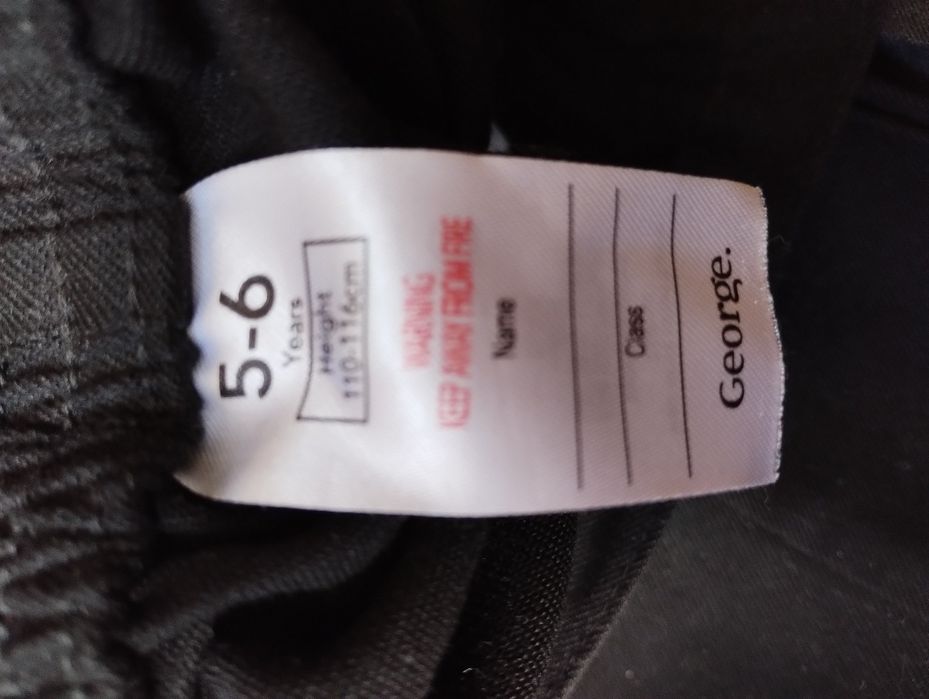 5-6
Years
Height
110-116cm
WARNING
KEEP AWAY FROM FIRE
Name
Class
George.